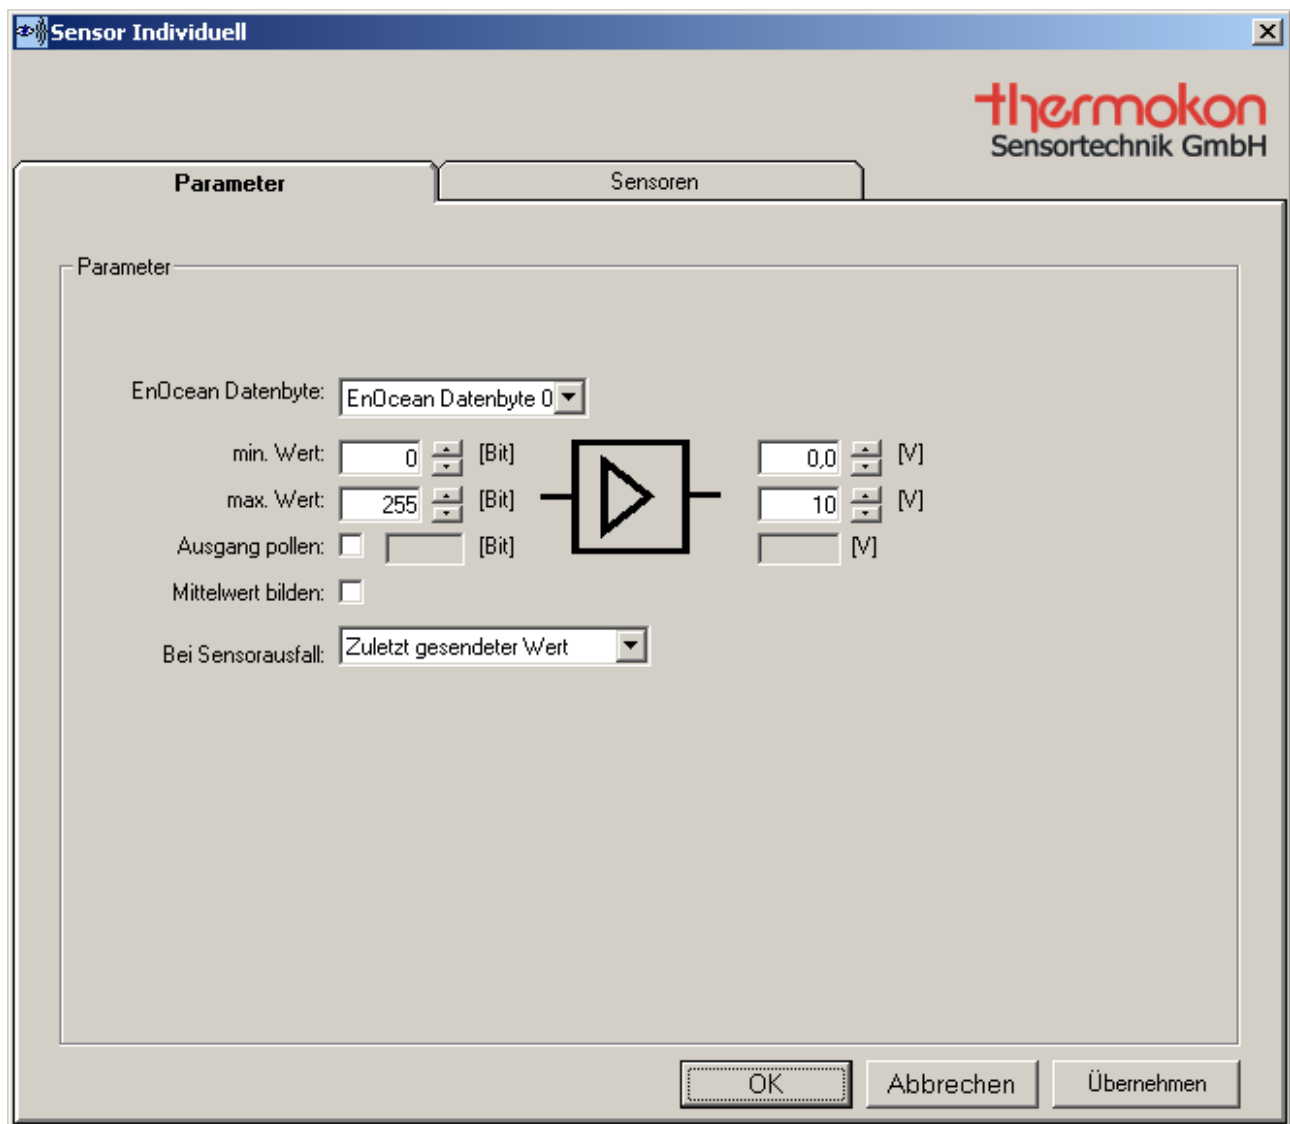 Sensor Individuell
thermokon
Sensortechnik GmbH
Parameter
Sensoren
Parameter
EnOcean Datenbyte: EnOcean Datenbyte 0
min. Wert: 0 [Bit] 0,0 [V]
max. Wert: 255 [Bit] 10 [V]
Ausgang pollen: [Bit] [V]
Mittelwert bilden:
Bei Sensorausfall: Zuletzt gesendeter Wert
OK Abbrechen Übernehmen